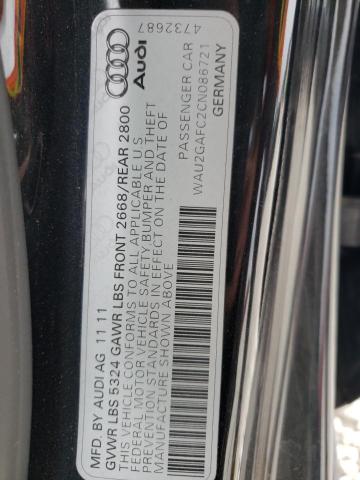 MFD. BY AUDI AG 11 11
GVWR LBS 5324 GAWR LBS FRONT 2668/REAR 2800
THIS VEHICLE CONFORMS TO ALL APPLICABLE U S
FEDERAL MOTOR VEHICLE SAFETY BUMPER AND THEFT
PREVENTION STANDARDS IN EFFECT ON THE DATE OF
MANUFACTURE SHOWN ABOVE
4732687
Audi
PASSENGER CAR
WAU2GAFC2CN086721
GERMANY